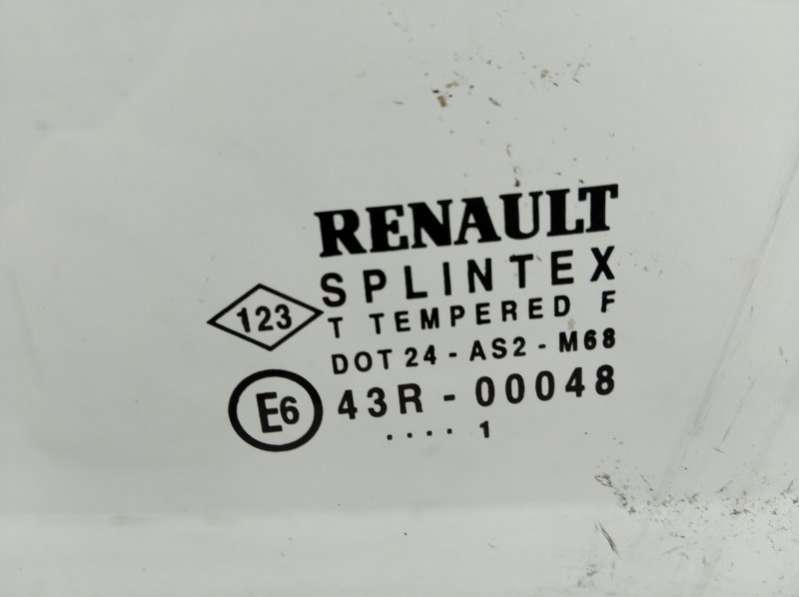 RENAULT
SPLINTEX
123
T TEMPERED F
DOT 24 - AS2 - M68
E6 43R - 00048
.... 1